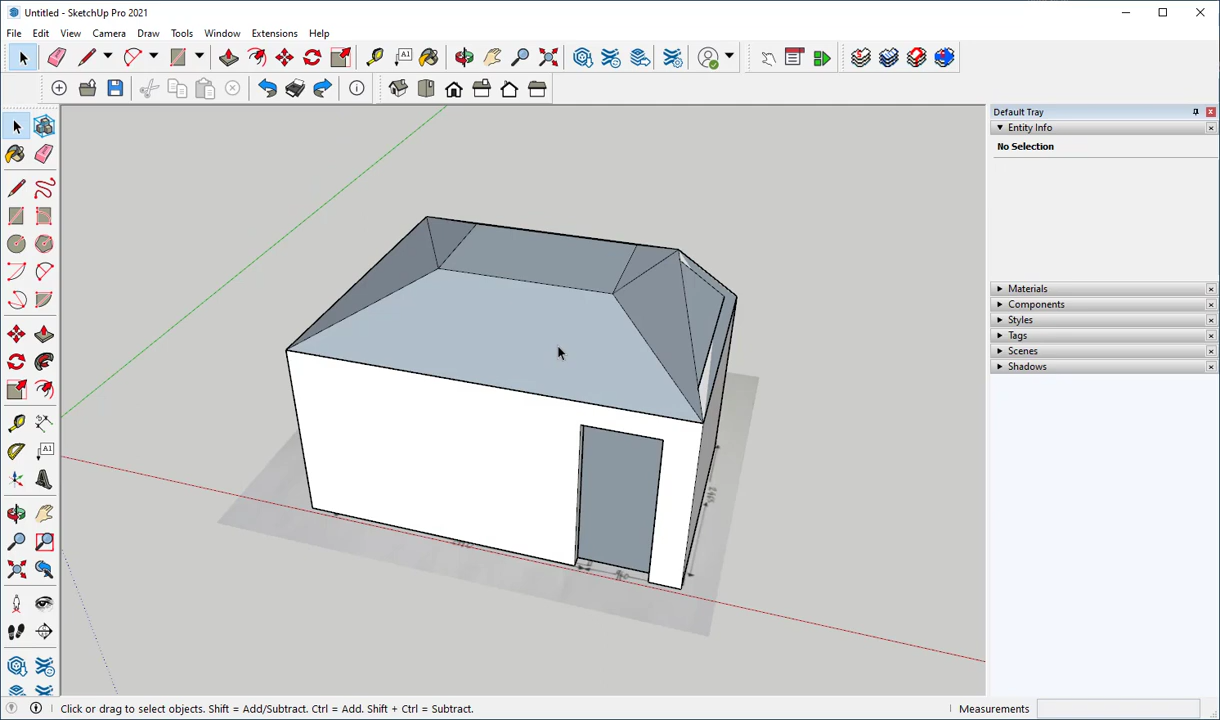 Untitled - SketchUp Pro 2021
File Edit View Camera Draw Tools Window Extensions Help
A1
Default Tray
Entity Info
No Selection
Materials
Components
Styles
Tags
Scenes
Shadows
A1
Click or drag to select objects. Shift = Add/Subtract. Ctrl = Add. Shift + Ctrl = Subtract.
Measurements